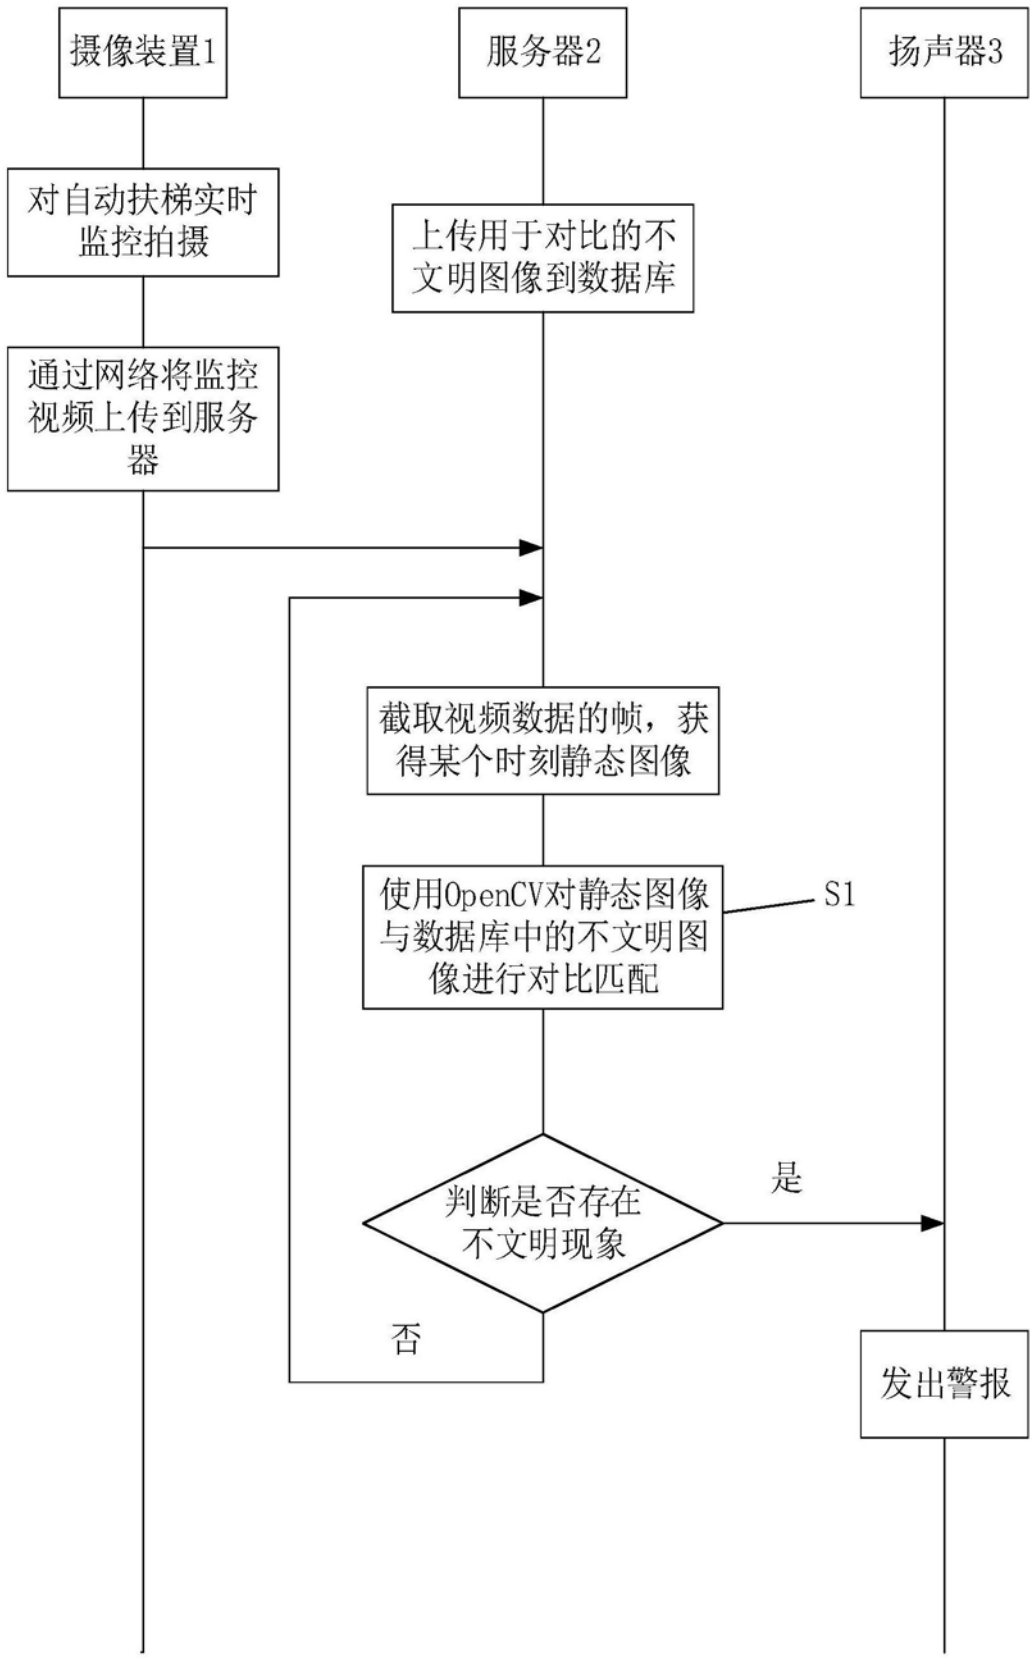 摄像装置1
服务器2
扬声器3
对自动扶梯实时
监控拍摄
上传用于对比的不
文明图像到数据库
通过网络将监控
视频上传到服务
器
截取视频数据的帧，获
得某个时刻静态图像
使用OpenCV对静态图像
与数据库中的不文明图
像进行对比匹配
S1
判断是否存在
不文明现象
是
否
发出警报